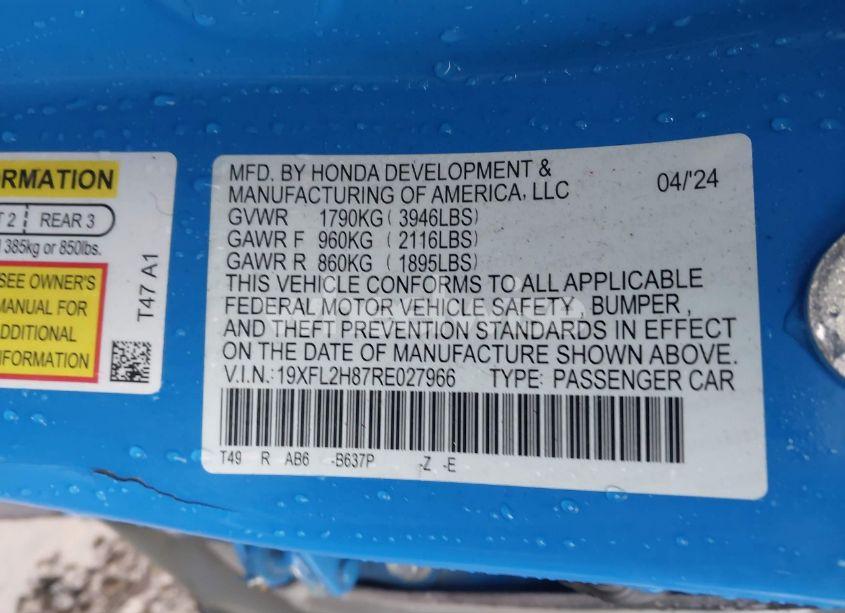 ORMATION
T 2 REAR 3
385kg or 850lbs.
SEE OWNER'S
MANUAL FOR
ADDITIONAL
INFORMATION
T47 A1
MFD. BY HONDA DEVELOPMENT &
MANUFACTURING OF AMERICA, LLC 04/'24
GVWR 1790KG ( 3946LBS)
GAWR F 960KG ( 2116LBS)
GAWR R 860KG ( 1895LBS)
THIS VEHICLE CONFORMS TO ALL APPLICABLE
FEDERAL MOTOR VEHICLE SAFETY , BUMPER ,
AND THEFT PREVENTION STANDARDS IN EFFECT
ON THE DATE OF MANUFACTURE SHOWN ABOVE.
V.I.N.: 19XFL2H87RE027966 TYPE: PASSENGER CAR
T49 R AB6 -B637P -Z -E